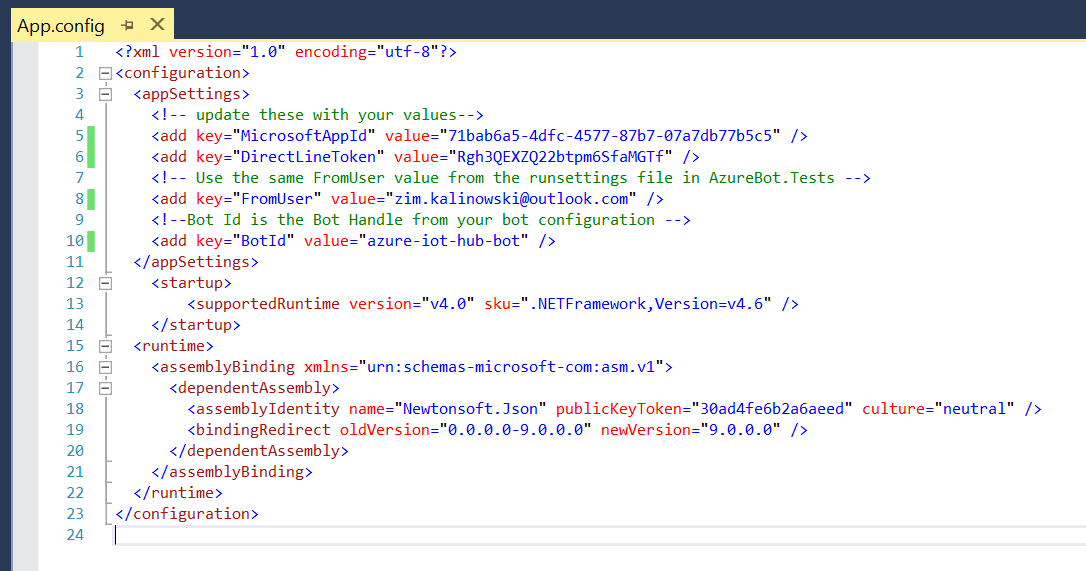 App.config
1 <?xml version="1.0" encoding="utf-8"?>
2 <configuration>
3 <appSettings>
4 <!-- update these with your values-->
5 <add key="MicrosoftAppId" value="71bab6a5-4dfc-4577-87b7-07a7db77b5c5" />
6 <add key="DirectLineToken" value="Rgh3QEXZQ22btpm6SfaMGTf" />
7 <!-- Use the same FromUser value from the runsettings file in AzureBot.Tests -->
8 <add key="FromUser" value="zim.kalinowski@outlook.com" />
9 <!--Bot Id is the Bot Handle from your bot configuration -->
10 <add key="BotId" value="azure-iot-hub-bot" />
11 </appSettings>
12 <startup>
13 <supportedRuntime version="v4.0" sku=".NETFramework,Version=v4.6" />
14 </startup>
15 <runtime>
16 <assemblyBinding xmlns="urn:schemas-microsoft-com:asm.v1">
17 <dependentAssembly>
18 <assemblyIdentity name="Newtonsoft.Json" publicKeyToken="30ad4fe6b2a6aeed" culture="neutral" />
19 <bindingRedirect oldVersion="0.0.0.0-9.0.0.0" newVersion="9.0.0.0" />
20 </dependentAssembly>
21 </assemblyBinding>
22 </runtime>
23 </configuration>
24